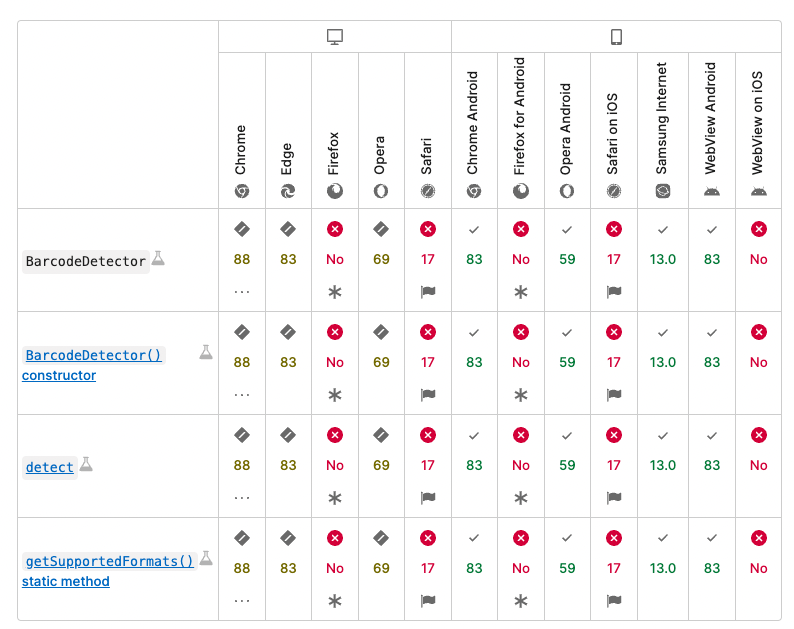 Chrome Edge Firefox Opera Safari Chrome Android Firefox for Android Opera Android Safari on iOS Samsung Internet WebView Android WebView on iOS
BarcodeDetector 88 83 No 69 17 83 No 59 17 13.0 83 No
...
BarcodeDetector()
constructor 88 83 No 69 17 83 No 59 17 13.0 83 No
...
detect 88 83 No 69 17 83 No 59 17 13.0 83 No
...
getSupportedFormats()
static method 88 83 No 69 17 83 No 59 17 13.0 83 No
...